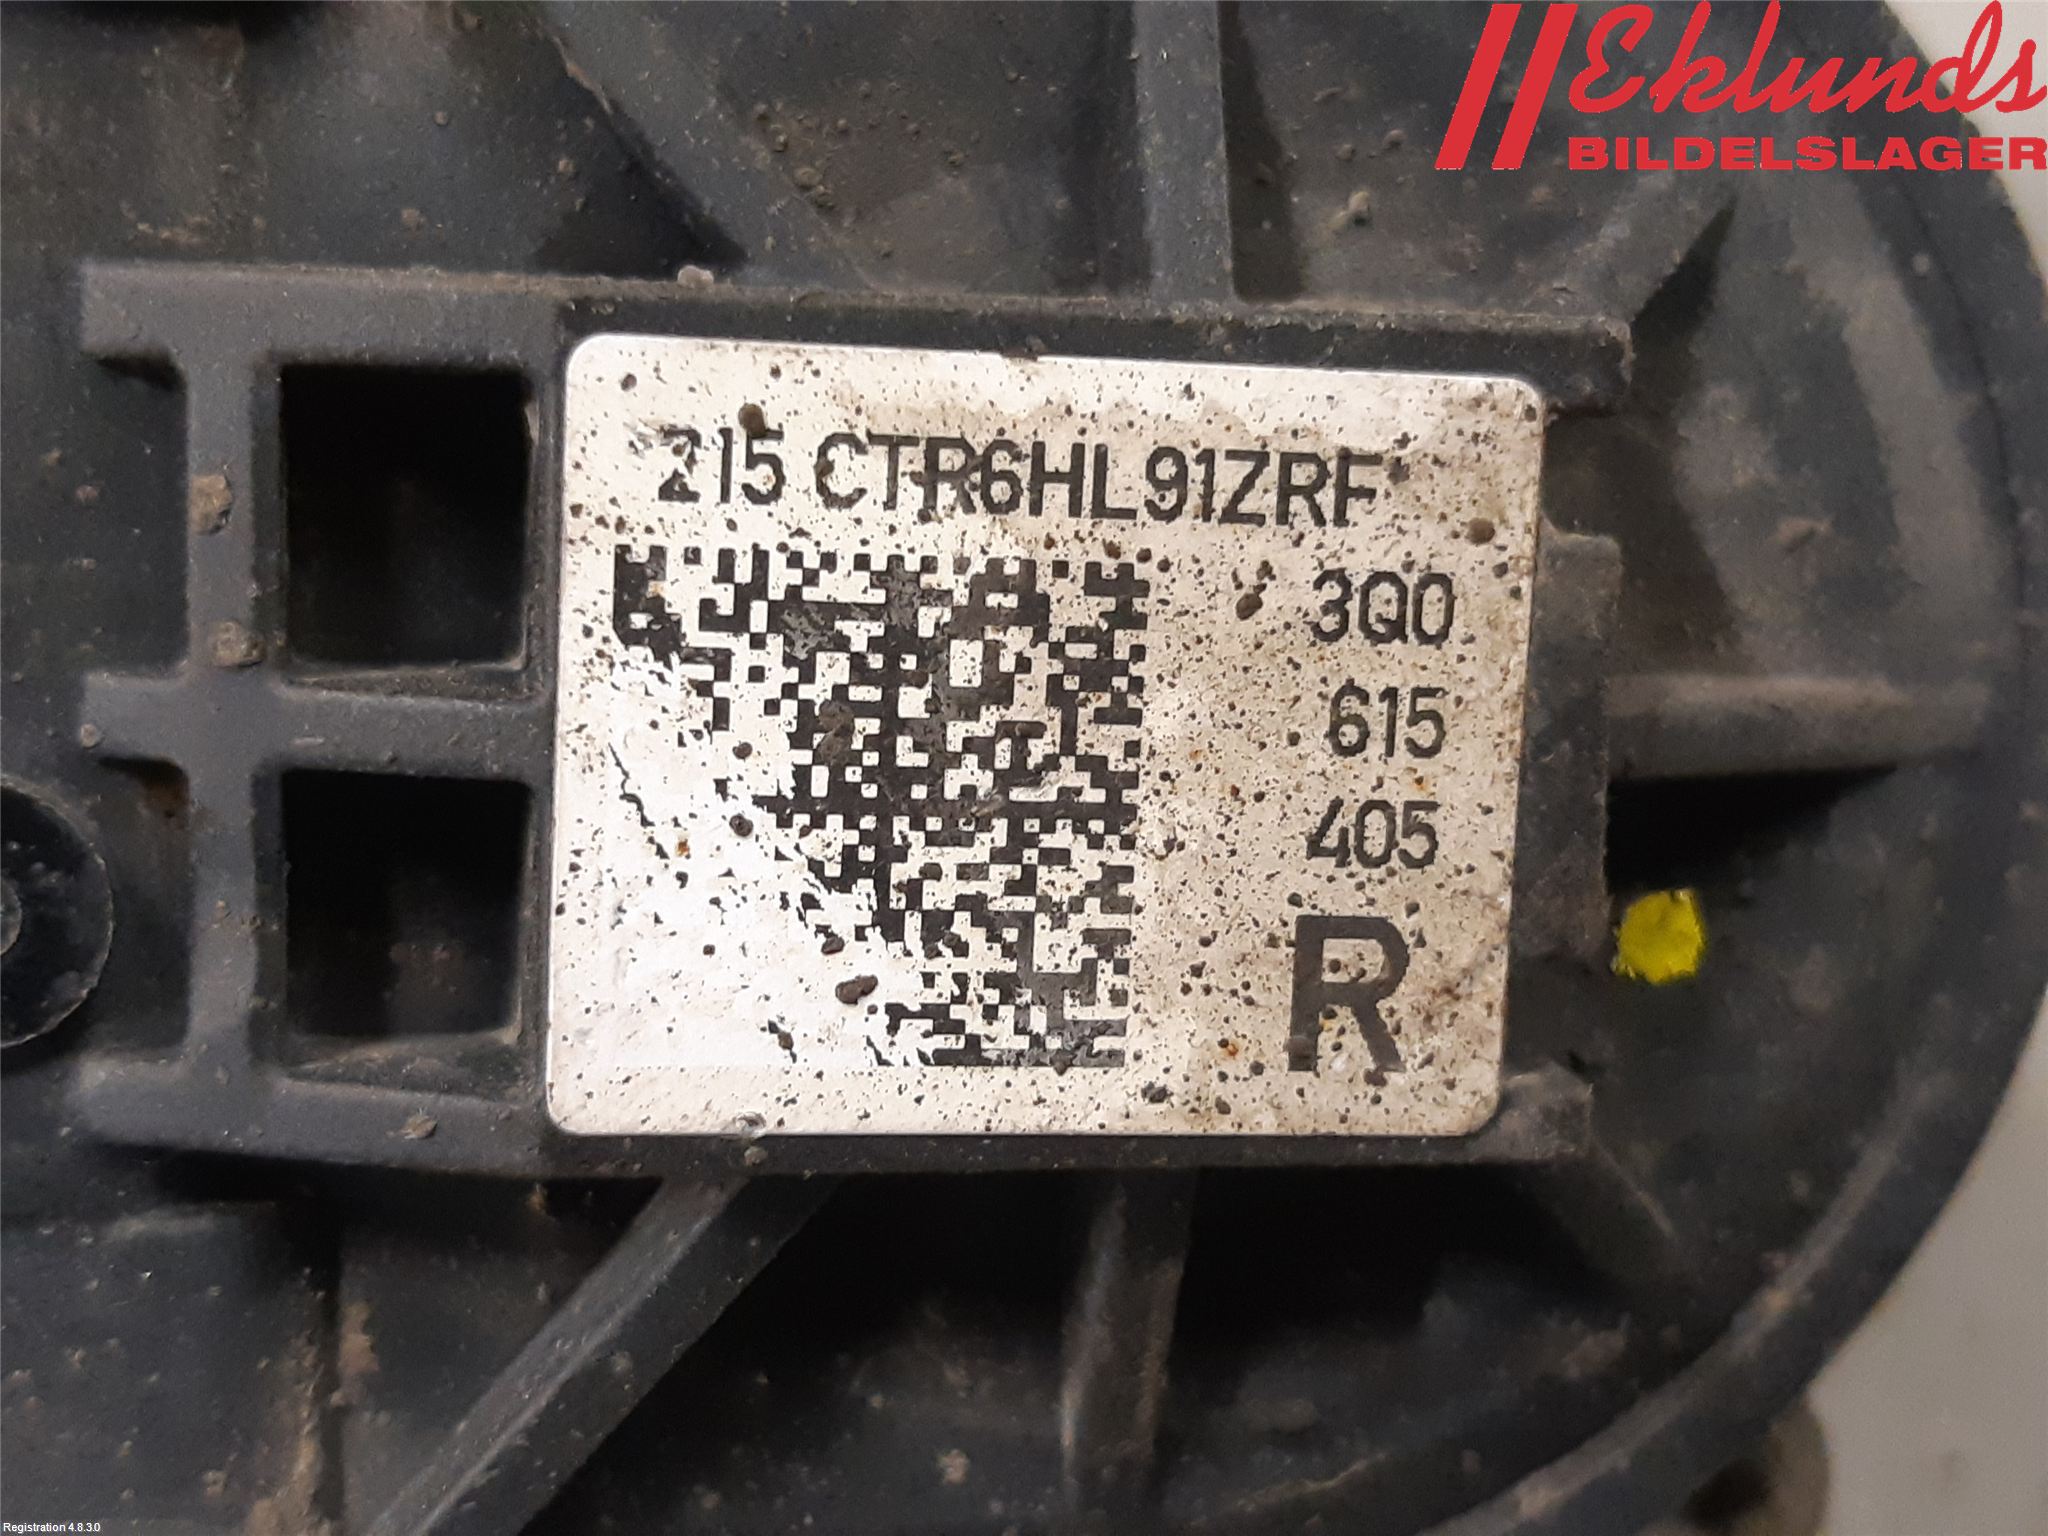 Eklunds
BILDELSLAGER
215 CTR6HL91ZRF
3Q0
615
405
R
Registration 4.8.3.0